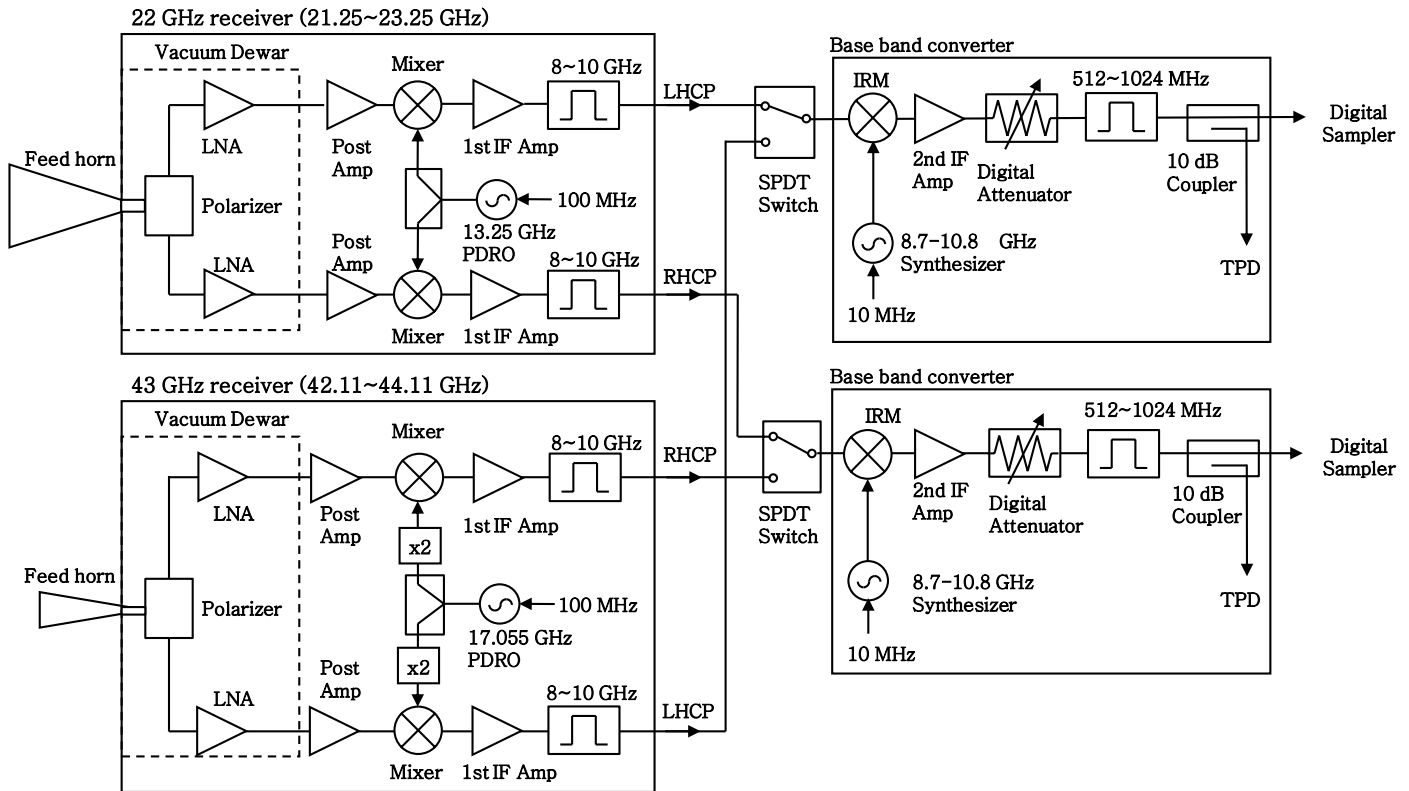 22 GHz receiver (21.25~23.25 GHz)
Vacuum Dewar
Feed horn
Polarizer
LNA
Post
Amp
Mixer
1st IF Amp
8~10 GHz
LHCP
13.25 GHz
PDRO
100 MHz
LNA
Post
Amp
Mixer
1st IF Amp
8~10 GHz
RHCP
SPDT
Switch
Base band converter
IRM
2nd IF
Amp
Digital
Attenuator
512~1024 MHz
10 dB
Coupler
Digital
Sampler
TPD
8.7-10.8 GHz
Synthesizer
10 MHz
43 GHz receiver (42.11~44.11 GHz)
Vacuum Dewar
Feed horn
Polarizer
LNA
Post
Amp
Mixer
1st IF Amp
8~10 GHz
RHCP
x2
17.055 GHz
PDRO
100 MHz
x2
LNA
Post
Amp
Mixer
1st IF Amp
8~10 GHz
LHCP
SPDT
Switch
Base band converter
IRM
2nd IF
Amp
Digital
Attenuator
512~1024 MHz
10 dB
Coupler
Digital
Sampler
TPD
8.7-10.8 GHz
Synthesizer
10 MHz